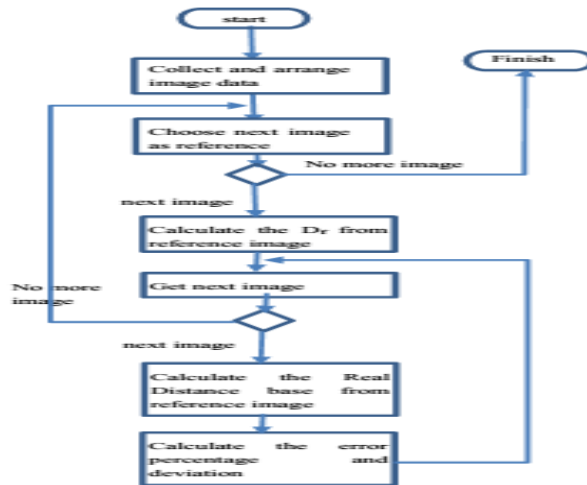 start
Finish
Collect and arrange
image data
Choose next image
as reference
No more image
next image
Calculate the Dr from
reference image
Get next image
No more
image
next image
Calculate the Real
Distance base from
reference image
Calculate the error
percentage and
deviation